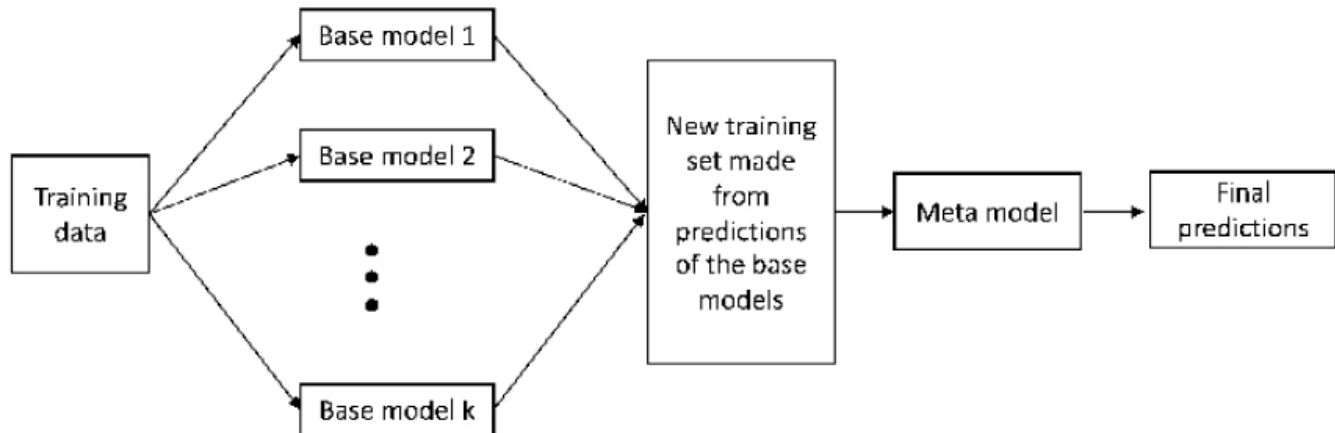 Base model 1
Base model 2
Training
data
Base model k
New training
set made
from
predictions
of the base
models
Meta model
Final
predictions